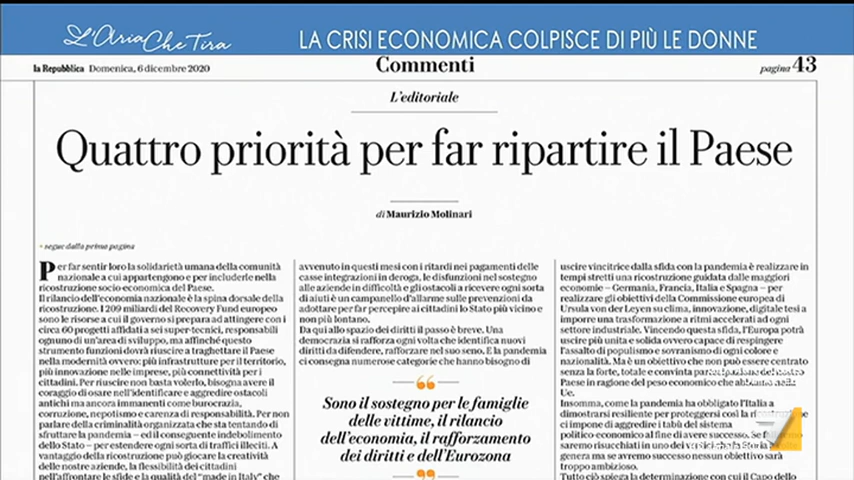 L'Aria Che Tira
LA CRISI ECONOMICA COLPISCE DI PIÙ LE DONNE
la Repubblica Domenica, 6 dicembre 2020
Commenti
pagina 43
L'editoriale
Quattro priorità per far ripartire il Paese
di Maurizio Molinari
segue dalla prima pagina
Per far sentir loro la solidarietà umana della comunità
nazionale a cui appartengono e per includerle nella
ricostruzione socio-economica del Paese.
Il rilancio dell'economia nazionale è la spina dorsale della
ricostruzione. I 209 miliardi del Recovery Fund europeo
sono le risorse a cui il governo si prepara ad attingere con i
circa 60 progetti affidati a sei super-tecnici, responsabili
ognuno di un'area di sviluppo, ma affinché questo
strumento funzioni dovrà riuscire a traghettare il Paese
nella modernità ovvero: più infrastrutture per il territorio,
più innovazione nelle imprese, più connettività per i
cittadini. Per riuscire non basta volerlo, bisogna avere il
coraggio di osare nell'identificare e aggredire ostacoli
antichi ma ancora immanenti come burocrazia,
corruzione, nepotismo e carenza di responsabilità. Per non
parlare della criminalità organizzata che sta tentando di
sfruttare la pandemia – ed il conseguente indebolimento
dello Stato – per estendere ogni sorta di traffici illeciti. A
vantaggio della ricostruzione può giocare la creatività
delle nostre aziende, la flessibilità dei cittadini
nell'affrontare le sfide e la qualità del "made in Italy" che
avvenuto in questi mesi con i ritardi nei pagamenti delle
casse integrazioni in deroga, le disfunzioni nel sostegno
alle aziende in difficoltà e gli ostacoli a ricevere ogni sorta
di aiuti è un campanello d'allarme sulle prevenzioni da
adottare per far percepire ai cittadini lo Stato più vicino e
non più lontano.
Da qui allo spazio dei diritti il passo è breve. Una
democrazia si rafforza ogni volta che identifica nuovi
diritti da difendere, rafforzare nel suo seno. E la pandemia
ci consegna numerose categorie che hanno bisogno di
Sono il sostegno per le famiglie
delle vittime, il rilancio
dell'economia, il rafforzamento
dei diritti e dell'Eurozona
uscire vincitrice dalla sfida con la pandemia è realizzare in
tempi stretti una ricostruzione guidata dalle maggiori
economie – Germania, Francia, Italia e Spagna – per
realizzare gli obiettivi della Commissione europea di
Ursula von der Leyen su clima, innovazione, digitale tesi a
imporre una trasformazione a ritmi accelerati ad ogni
settore industriale. Vincendo questa sfida, l'Europa potrà
uscire più unita e solida ovvero capace di respingere
l'assalto di populismo e sovranismo di ogni colore e
nazionalità. Ma è un obiettivo che non può essere centrato
senza la forte, totale e convinta partecipazione del nostro
Paese in ragione del peso economico che abbiamo nella
Ue.
Insomma, come la pandemia ha obbligato l'Italia a
dimostrarsi resiliente per proteggersi così la
ci impone di aggredire i tabù del sistema
politico-economico al fine di avere successo. Se
saremo risucchiati in uno dei
genera ma se avremo successo nessun obiettivo sarà
troppo ambizioso.
Tutto ciò spiega la determinazione con cui il Capo dello